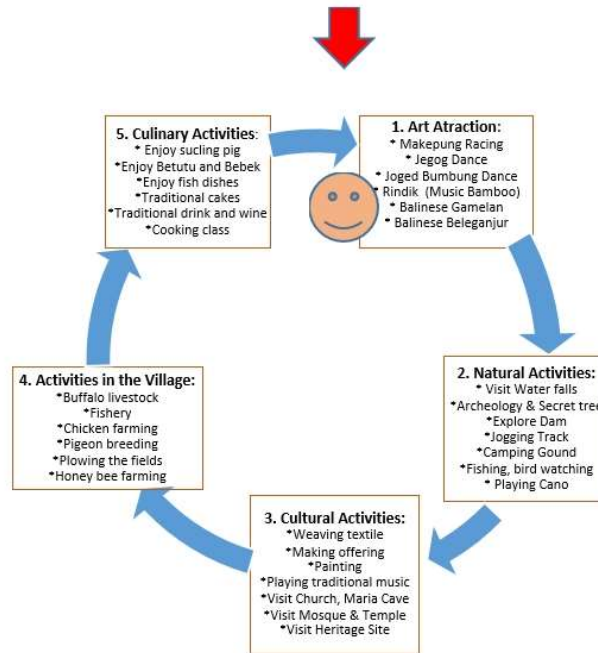 1. Art Atraction:
* Makepung Racing
* Jegog Dance
* Joged Bumbung Dance
* Rindik (Music Bamboo)
* Balinese Gamelan
* Balinese Beleganjur
2. Natural Activities:
* Visit Water falls
*Archeology & Secret tree
*Explore Dam
*Jogging Track
*Camping Gound
*Fishing, bird watching
* Playing Cano
3. Cultural Activities:
*Weaving textile
*Making offering
*Painting
*Playing traditional music
*Visit Church, Maria Cave
*Visit Mosque & Temple
*Visit Heritage Site
4. Activities in the Village:
*Buffalo livestock
*Fishery
*Chicken farming
*Pigeon breeding
*Plowing the fields
*Honey bee farming
5. Culinary Activities:
* Enjoy sucling pig
*Enjoy Betutu and Bebek
*Enjoy fish dishes
*Traditional cakes
*Traditional drink and wine
*Cooking class